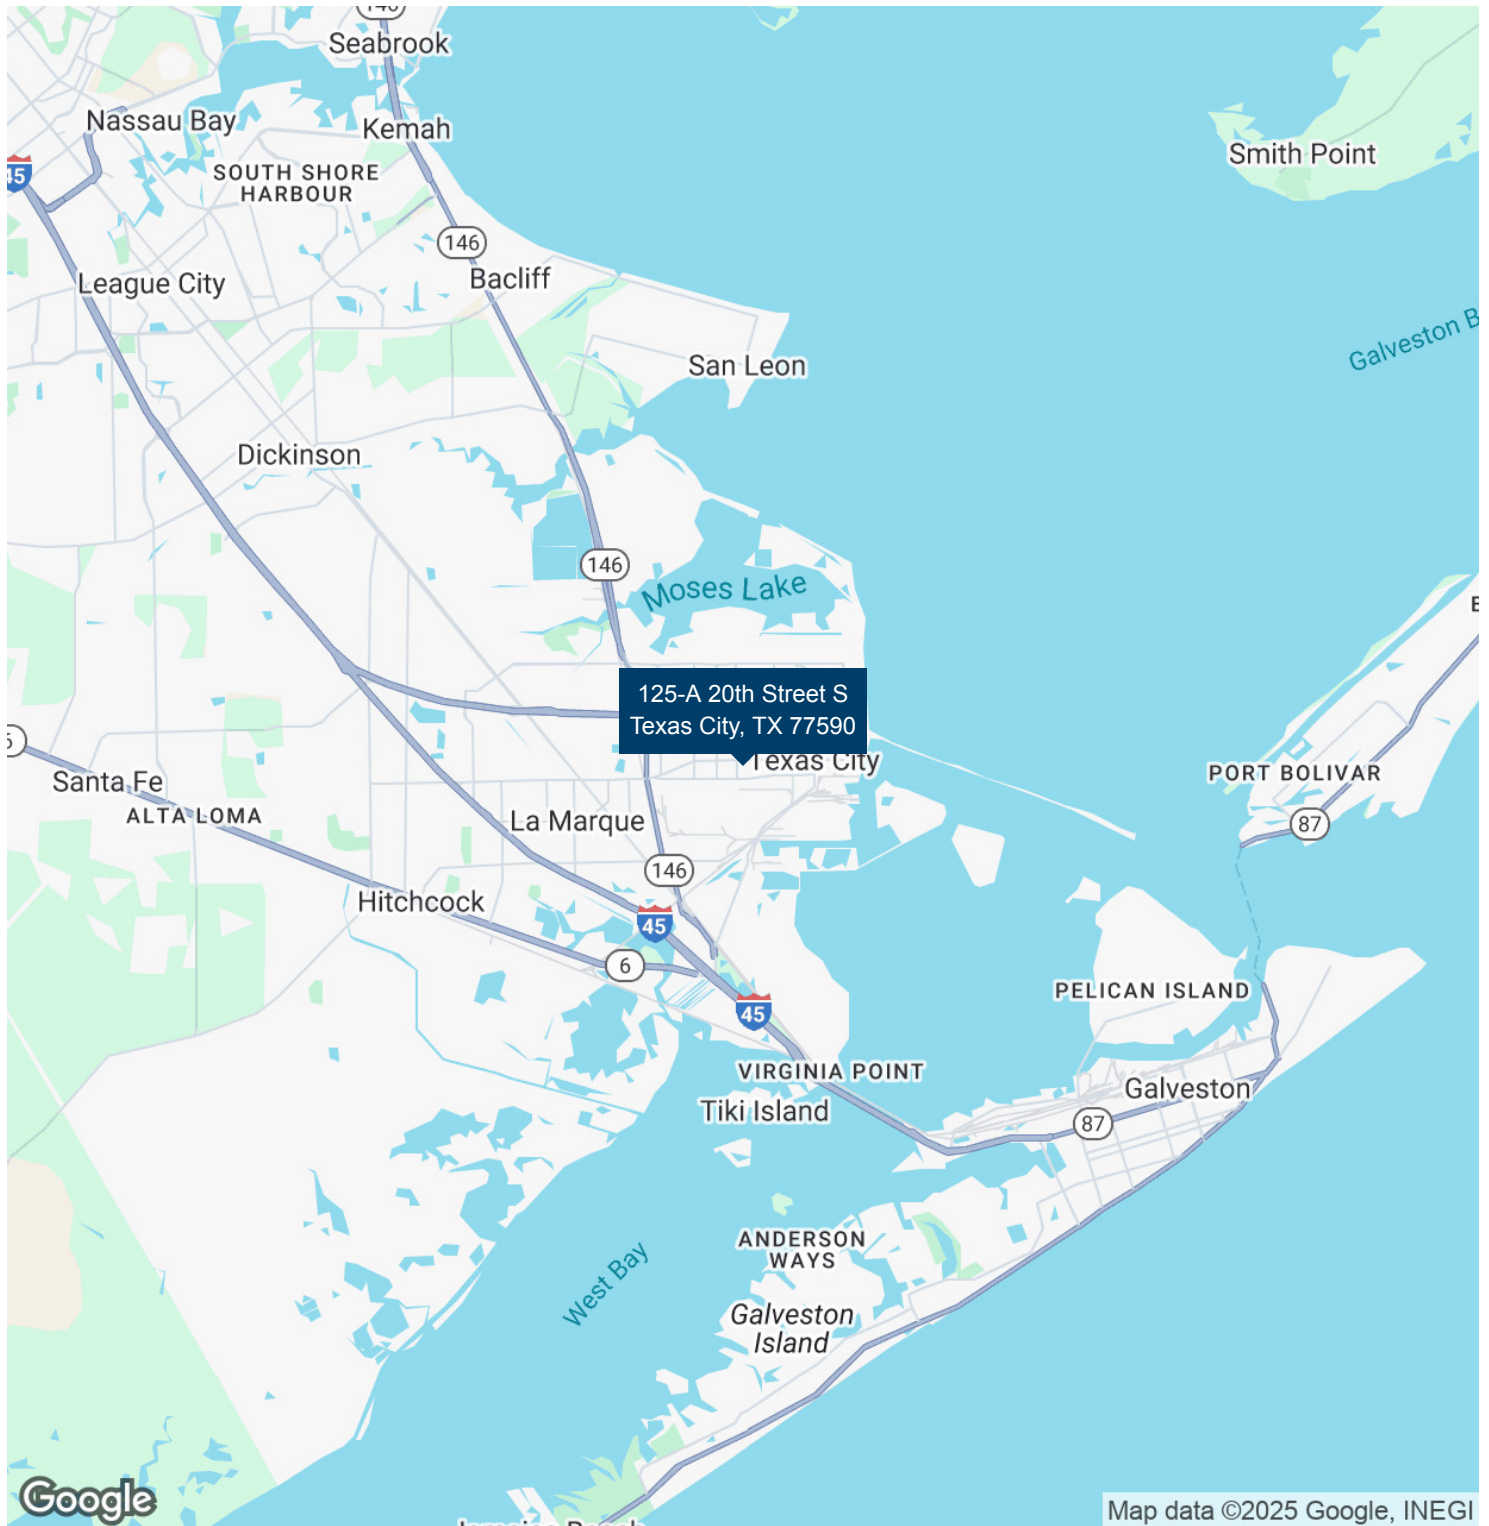 146
Seabrook
Nassau Bay
Kemah
Smith Point
45
SOUTH SHORE
HARBOUR
146
Bacliff
League City
Galveston B
San Leon
Dickinson
146
Moses Lake
125-A 20th Street S
Texas City, TX 77590
Texas City
6
Santa Fe
ALTA LOMA
La Marque
PORT BOLIVAR
87
146
Hitchcock
45
6
PELICAN ISLAND
45
VIRGINIA POINT
Tiki Island
Galveston
87
ANDERSON
WAYS
West Bay
Galveston
Island
Google
Map data ©2025 Google, INEGI